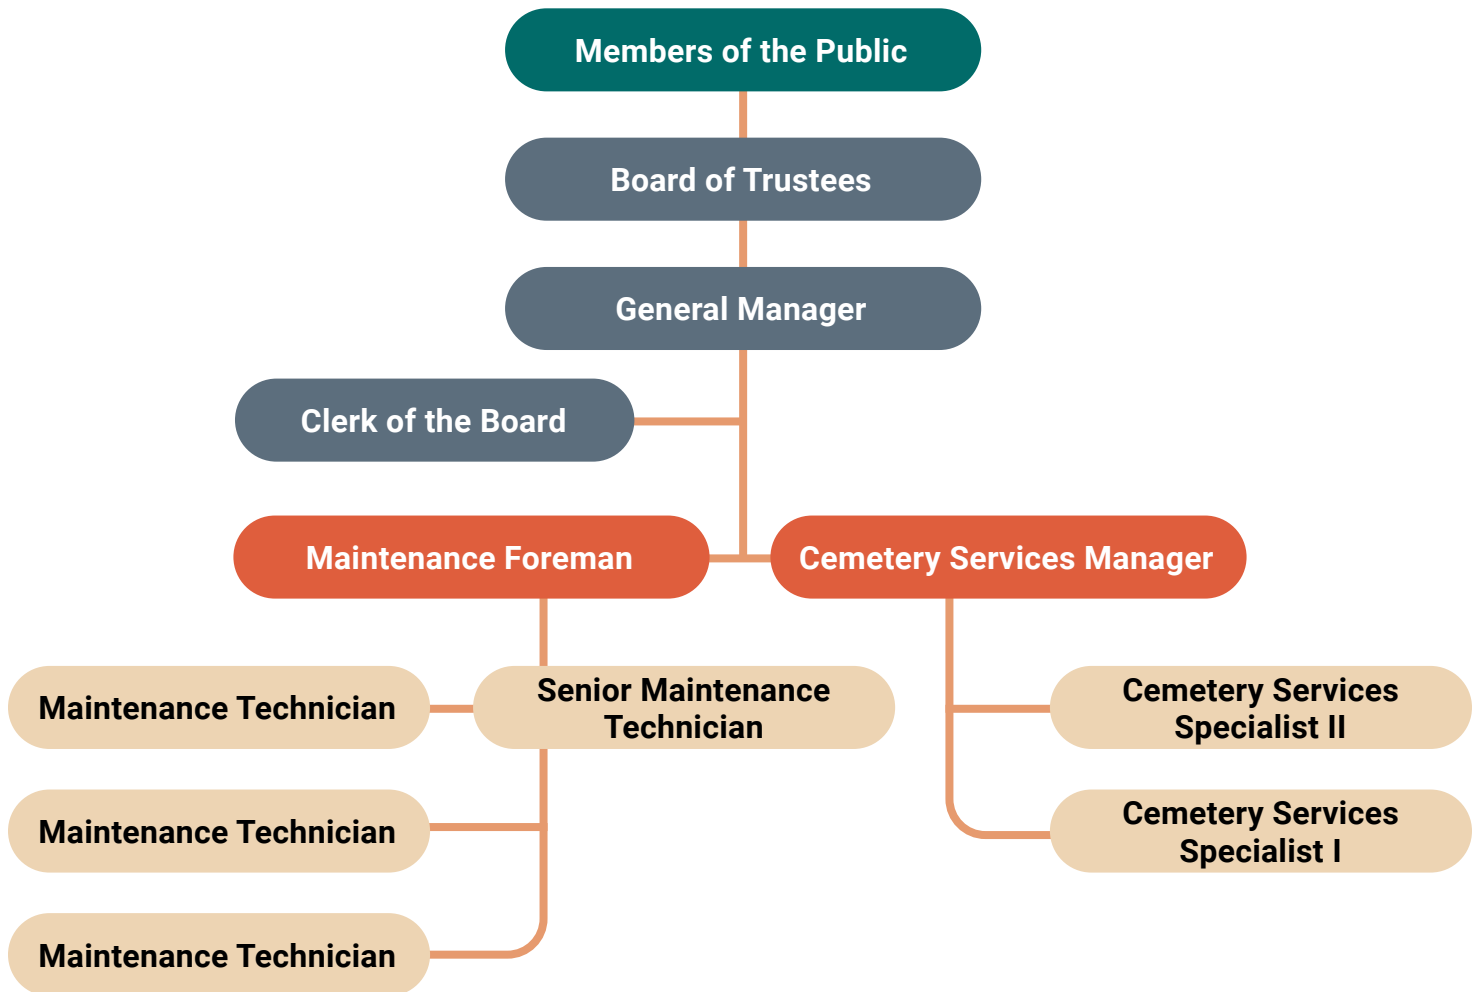 Members of the Public
Board of Trustees
General Manager
Clerk of the Board
Maintenance Foreman
Cemetery Services Manager
Maintenance Technician
Senior Maintenance
Technician
Cemetery Services
Specialist II
Maintenance Technician
Cemetery Services
Specialist I
Maintenance Technician